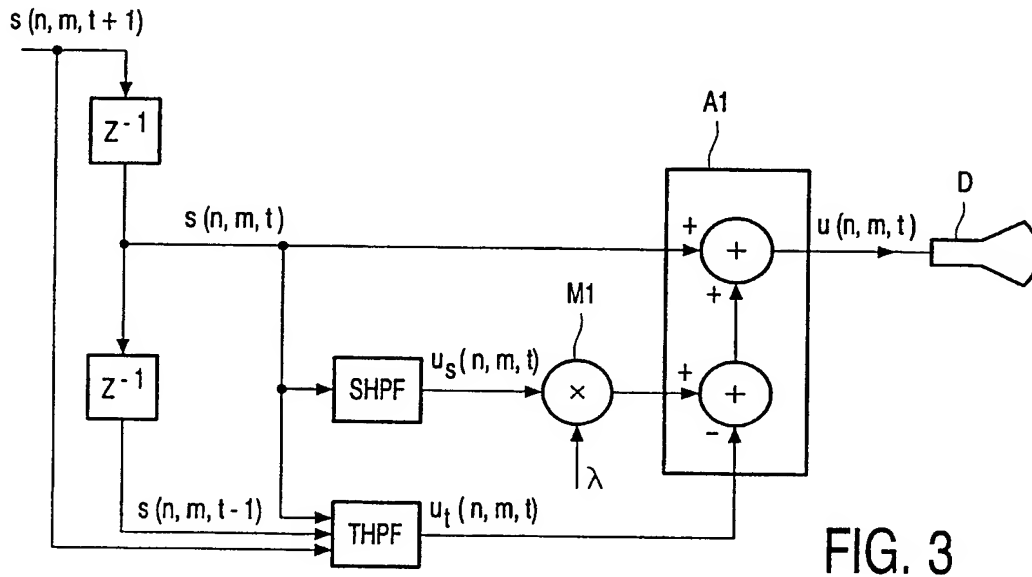 s (n, m, t + 1)
Z⁻¹
A1
D
s (n, m, t)
+
+
u (n, m, t)
+
M1
Z⁻¹
SHPF
uₛ (n, m, t)
×
+
+
−
λ
s (n, m, t - 1)
THPF
uₜ (n, m, t)
FIG. 3